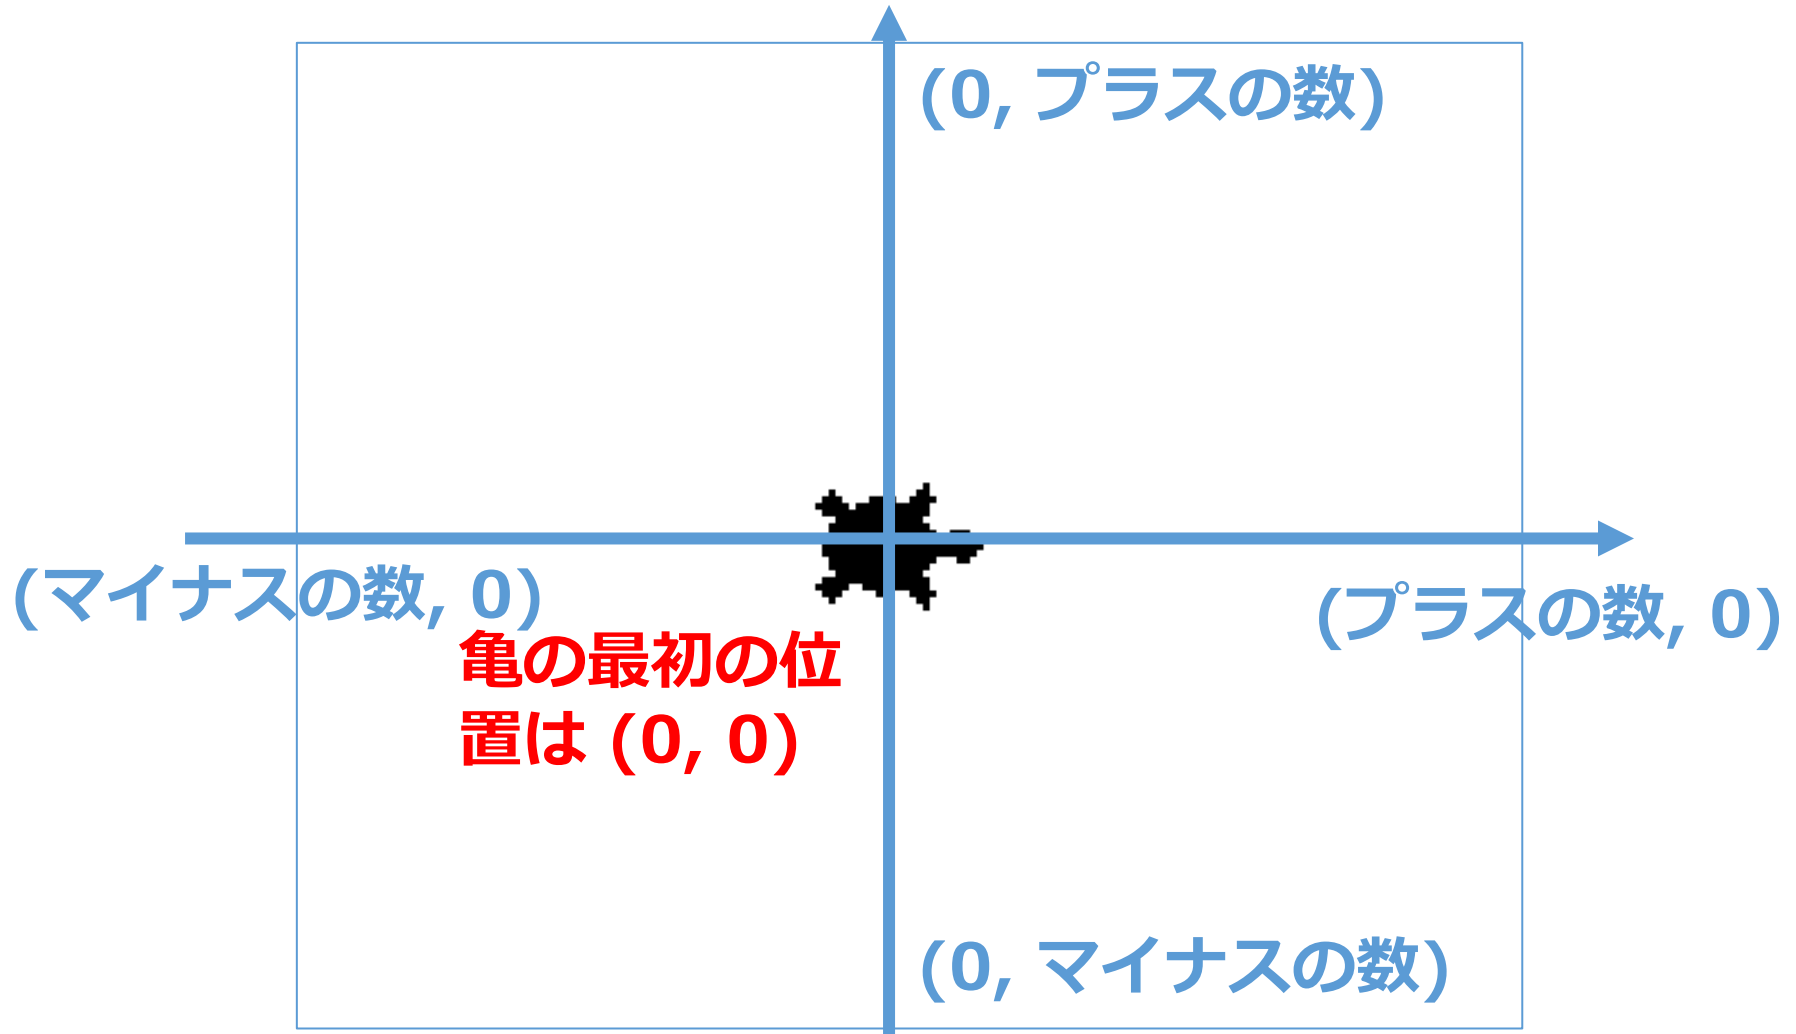 (0, プラスの数)
(マイナスの数, 0)
(プラスの数, 0)
亀の最初の位
置は (0, 0)
(0, マイナスの数)